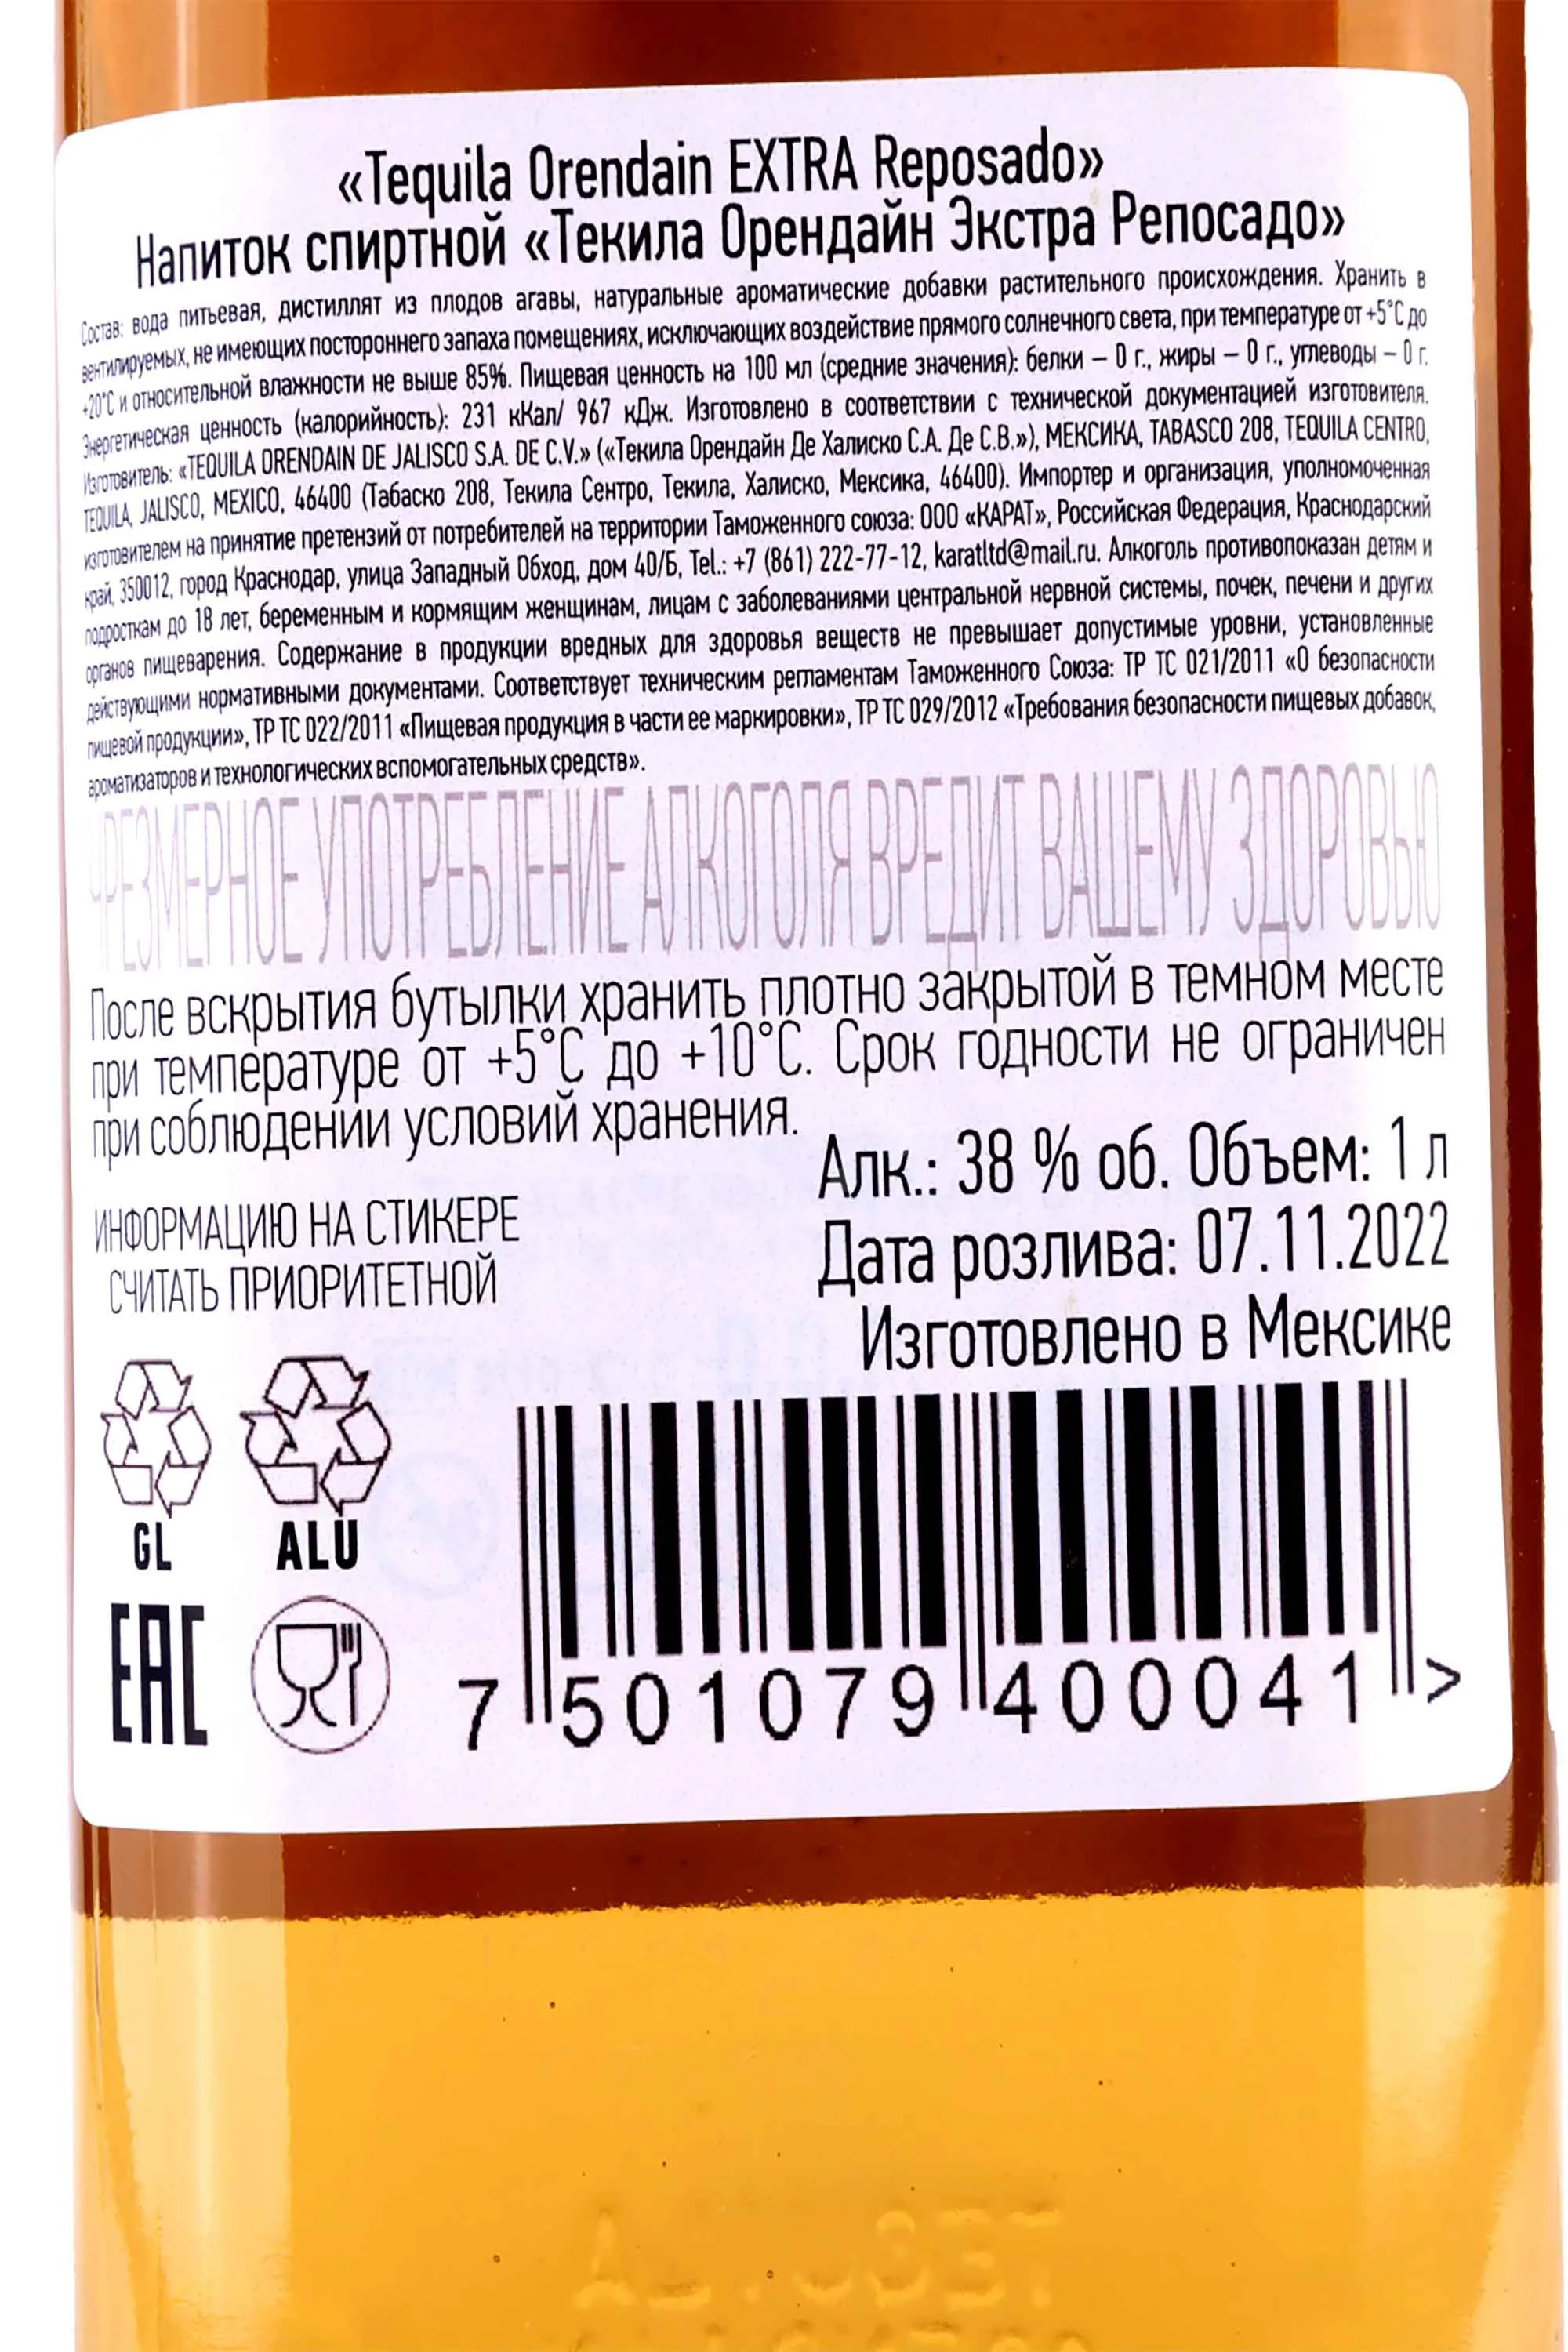 «Tequila Orendain EXTRA Reposado»
Напиток спиртной «Текила Орендайн Экстра Репосадо»
Состав: вода питьевая, дистиллят из плодов агавы, натуральные ароматические добавки растительного происхождения. Хранить в
вентилируемых, не имеющих постороннего запаха помещениях, исключающих воздействие прямого солнечного света, при температуре от +5°С до
+20°С и относительной влажности не выше 85%. Пищевая ценность на 100 мл (средние значения): белки – 0 г., жиры – 0 г., углеводы – 0 г.
Энергетическая ценность (калорийность): 231 кКал/ 967 кДж. Изготовлено в соответствии с технической документацией изготовителя.
Изготовитель: «TEQUILA ORENDAIN DE JALISCO S.A. DE C.V.» («Текила Орендайн Де Халиско С.А. Де С.В.»), МЕКСИКА, TABASCO 208, TEQUILA CENTRO,
TEQUILA, JALISCO, MEXICO, 46400 (Табаско 208, Текила Сентро, Текила, Халиско, Мексика, 46400). Импортер и организация, уполномоченная
изготовителем на принятие претензий от потребителей на территории Таможенного союза: ООО «КАРАТ», Российская Федерация, Краснодарский
край, 350012, город Краснодар, улица Западный Обход, дом 40/Б, Tel.: +7 (861) 222-77-12, karatltd@mail.ru. Алкоголь противопоказан детям и
подросткам до 18 лет, беременным и кормящим женщинам, лицам с заболеваниями центральной нервной системы, почек, печени и других
органов пищеварения. Содержание в продукции вредных для здоровья веществ не превышает допустимые уровни, установленные
действующими нормативными документами. Соответствует техническим регламентам Таможенного Союза: ТР ТС 021/2011 «О безопасности
пищевой продукции», ТР ТС 022/2011 «Пищевая продукция в части ее маркировки», ТР ТС 029/2012 «Требования безопасности пищевых добавок,
ароматизаторов и технологических вспомогательных средств».
ЧРЕЗМЕРНОЕ УПОТРЕБЛЕНИЕ АЛКОГОЛЯ ВРЕДИТ ВАШЕМУ ЗДОРОВЬЮ
После вскрытия бутылки хранить плотно закрытой в темном месте
при температуре от +5°С до +10°С. Срок годности не ограничен
при соблюдении условий хранения.
Алк.: 38 % об. Объем: 1 л
ИНФОРМАЦИЮ НА СТИКЕРЕ
СЧИТАТЬ ПРИОРИТЕТНОЙ
Дата розлива: 07.11.2022
Изготовлено в Мексике
GL ALU
EAC
7 501079 400041 >